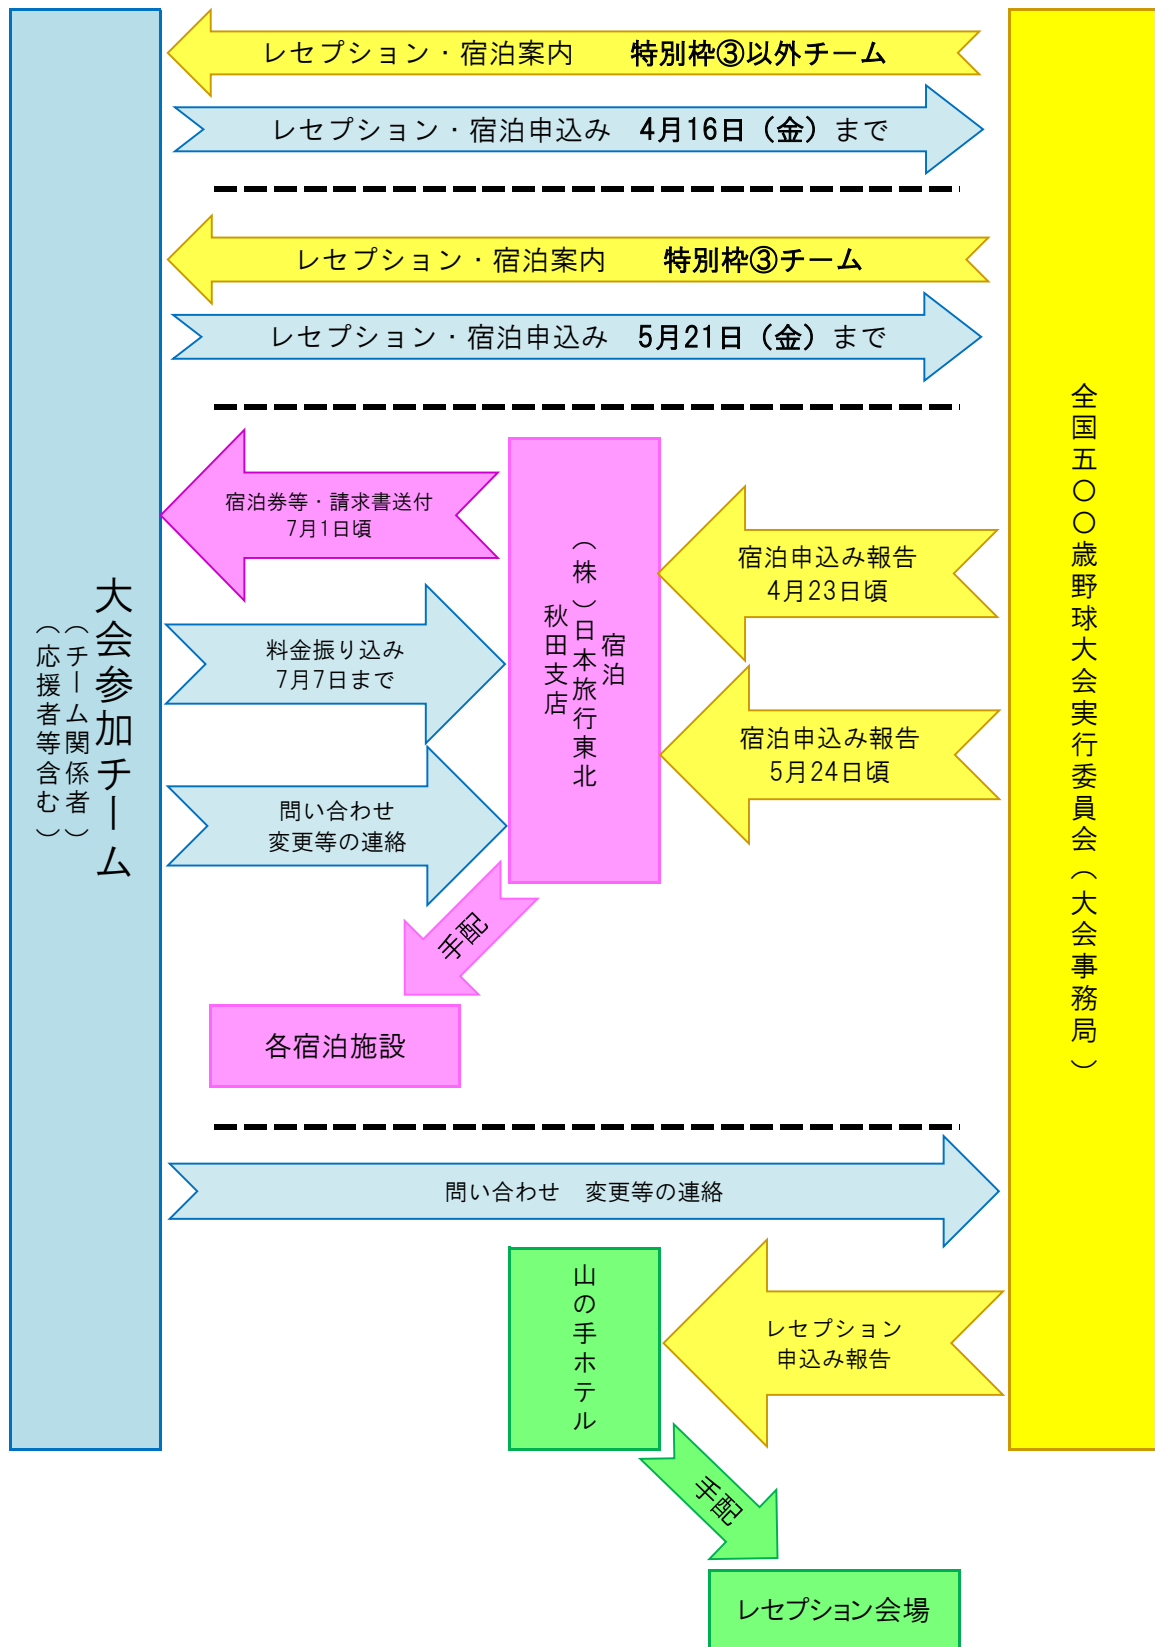 レセプション・宿泊案内　特別枠③以外チーム
レセプション・宿泊申込み　4月16日（金）まで
レセプション・宿泊案内　特別枠③チーム
レセプション・宿泊申込み　5月21日（金）まで
大会参加チーム
（チーム関係者）
（応援者等含む）
全国五〇〇歳野球大会実行委員会（大会事務局）
宿泊券等・請求書送付
7月1日頃
宿泊
（株）日本旅行東北
秋田支店
宿泊申込み報告
4月23日頃
料金振り込み
7月7日まで
宿泊申込み報告
5月24日頃
問い合わせ
変更等の連絡
手配
各宿泊施設
問い合わせ　変更等の連絡
山の手ホテル
レセプション
申込み報告
手配
レセプション会場